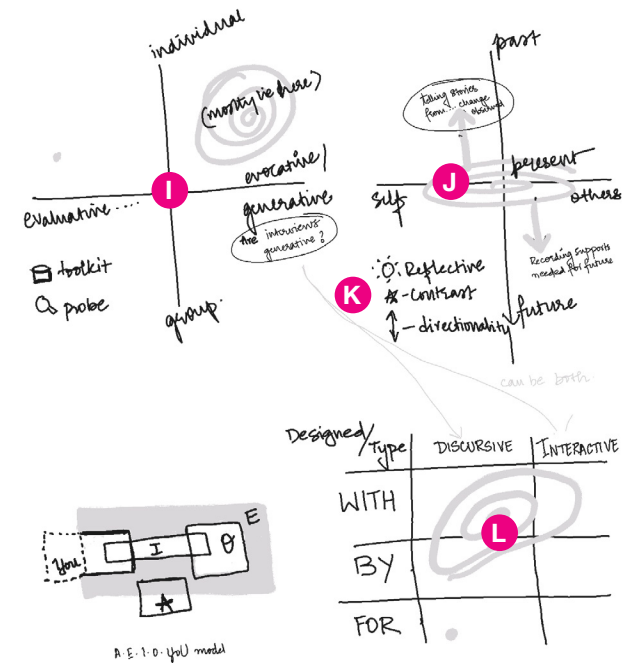 individual
(mostly i've here)
evocative/
generative
evaluative.....
Are interviews
generative?
toolkit
probe
group
I
past
telling stories
from.... change
observed
present
self
others
J
Recording supports
needed for future
future
K
Reflective
- Contrast
- directionality
can be both.
Designed/
Type
DISCURSIVE
INTERACTIVE
WITH
L
BY
FOR
E
You
I
O
A
A.E.I.O.YOU model